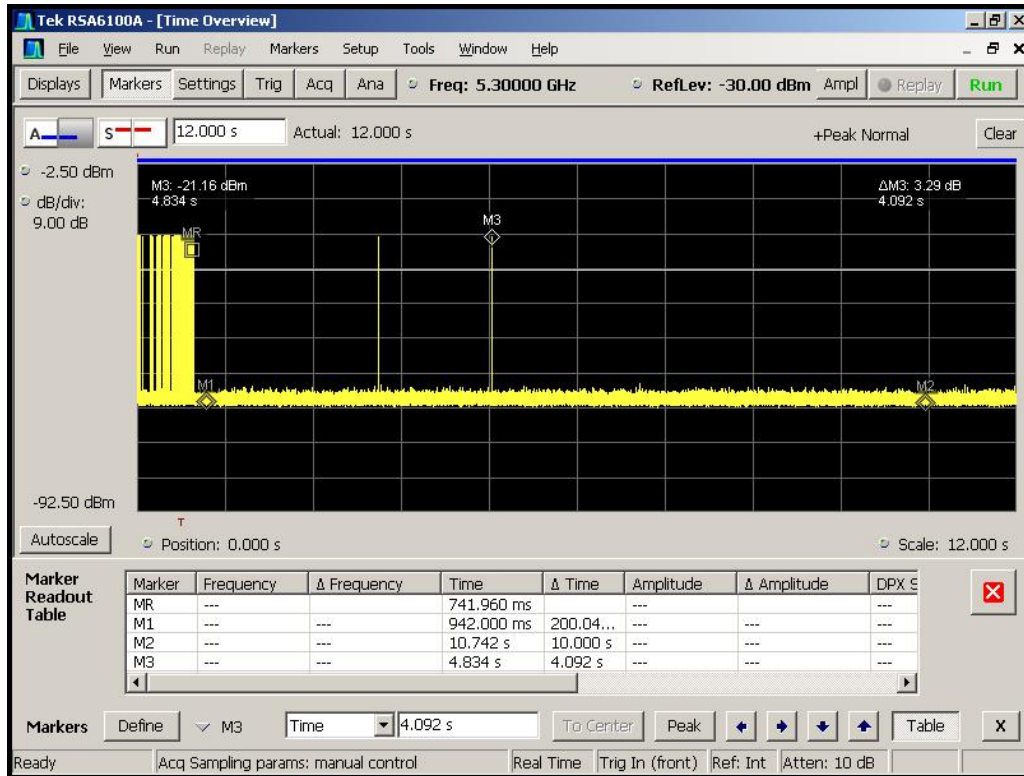 Tek RSA6100A - [Time Overview]
File View Run Replay Markers Setup Tools Window Help
Displays Markers Settings Trig Acq Ana Freq: 5.30000 GHz RefLev: -30.00 dBm Ampl Replay Run
A S 12.000 s Actual: 12.000 s +Peak Normal Clear
-2.50 dBm
dB/div:
9.00 dB
M3: -21.16 dBm
4.834 s
ΔM3: 3.29 dB
4.092 s
MR
M3
M1
M2
-92.50 dBm
T
Autoscale Position: 0.000 s Scale: 12.000 s
Marker
Readout
Table
Marker Frequency Δ Frequency Time Δ Time Amplitude Δ Amplitude DPX S
MR --- 741.960 ms --- ---
M1 --- --- 942.000 ms 200.04... --- --- ---
M2 --- --- 10.742 s 10.000 s --- --- ---
M3 --- --- 4.834 s 4.092 s --- --- ---
Markers Define M3 Time 4.092 s To Center Peak Table X
Ready Acq Sampling params: manual control Real Time Trig In (front) Ref: Int Atten: 10 dB